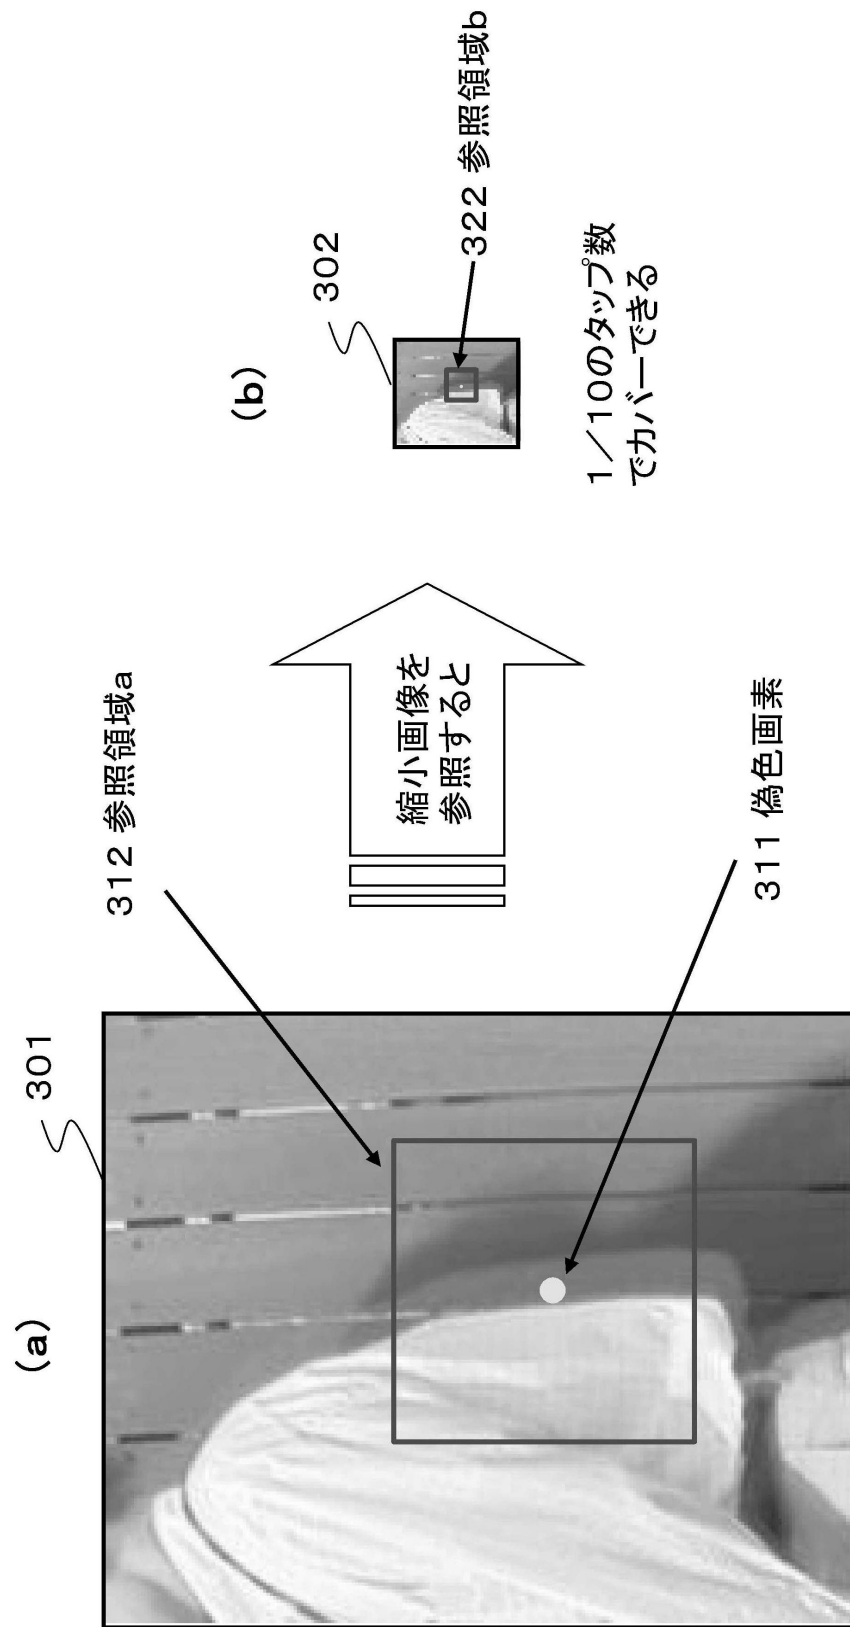 (a)
301
312 参照領域a
311 偽色画素
縮小画像を
参照すると
(b)
302
322 参照領域b
1/10のタップ数
でカバーできる